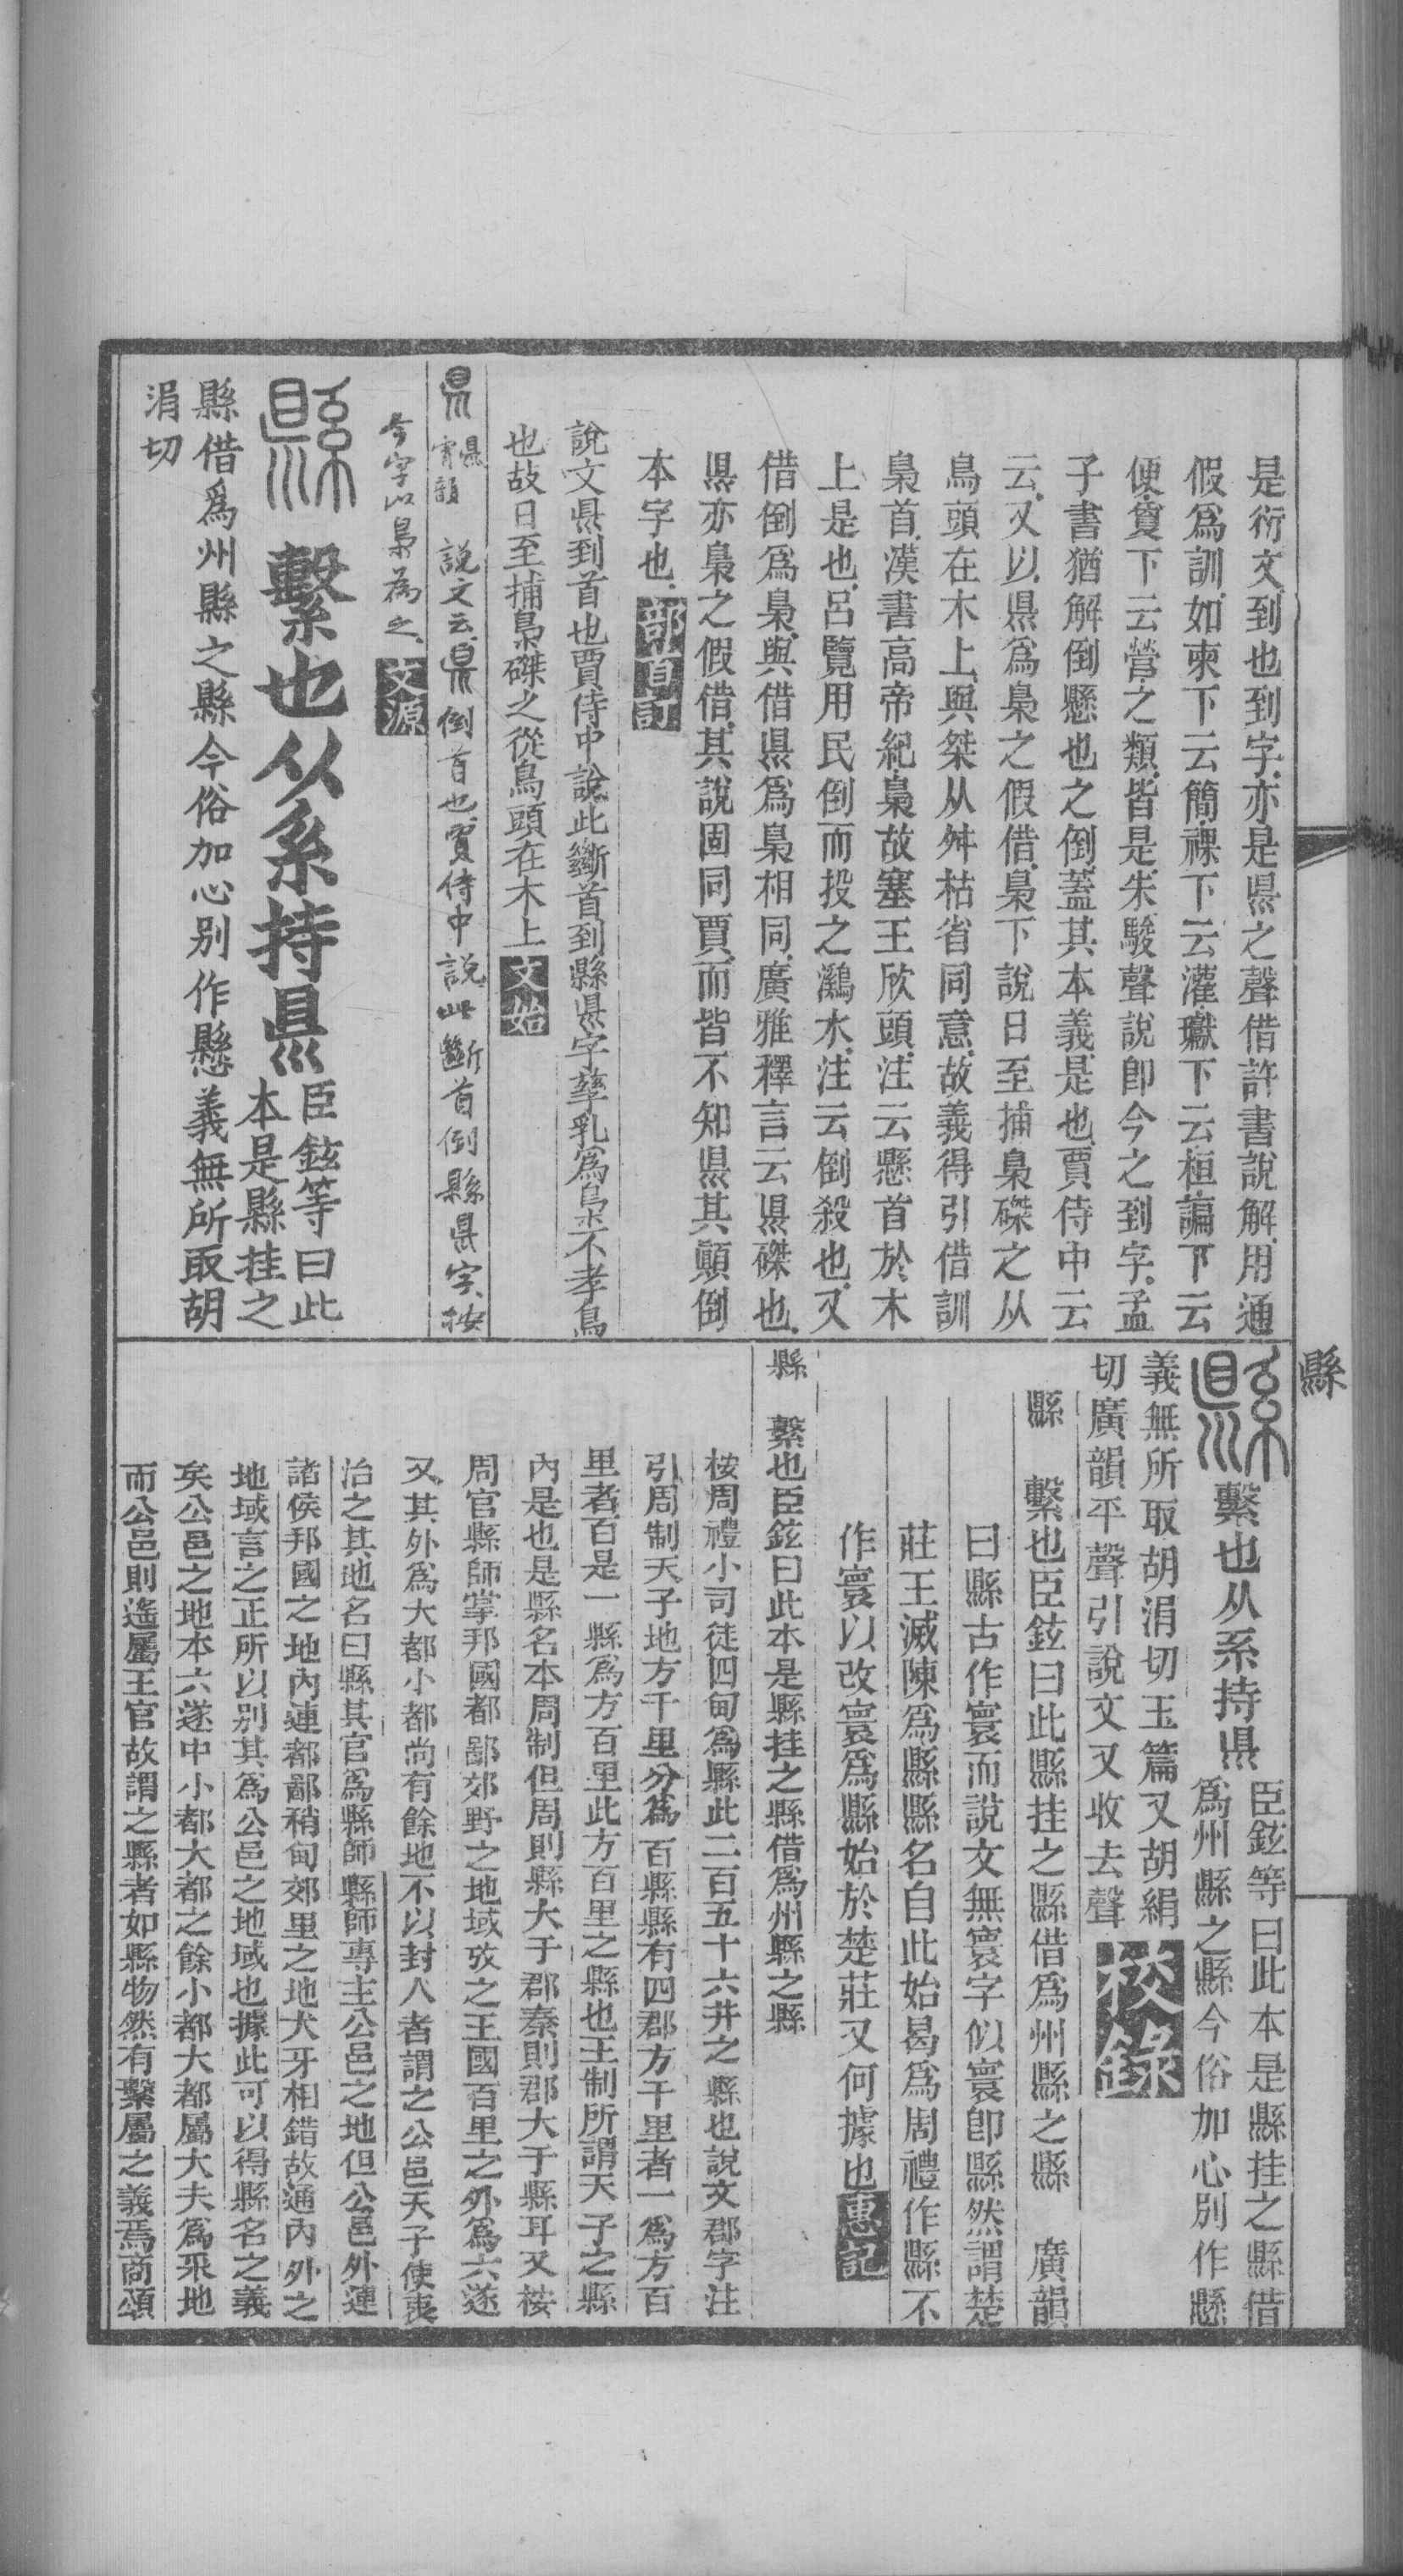 是衍文到也到字亦是𥄉之聲借許書說解用通
假爲訓如柬下云簡裸下云灌瓛下云桓諞下云
便敻下云營之類皆是朱駿聲說卽今之到字孟
子書猶解倒懸也之倒蓋其本義是也賈侍中云
云又以𥄉爲梟之假借梟下說日至捕梟磔之从
鳥頭在木上與桀从舛枯省同意故義得引借訓
梟首漢書高帝紀梟故塞王欣頭注云懸首於木
上是也呂覽用民倒而投之鸂水注云倒殺也又
借倒爲梟與借𥄉爲梟相同廣雅釋言云𥄉磔也
𥄉亦梟之假借其說固同賈而皆不知𥄉其顚倒
本字也 部首訂
說文𥄉到首也賈侍中說此斷首到縣𥄉字孳乳爲梟不孝鳥
也故日至捕梟磔之從鳥頭在木上 文始
𥄉 說文云𥄉倒首也賈侍中說此斷首倒縣𥄉字按
今字以梟為之 文源
縣 繫也从系持𥄉 臣鉉等曰此
本是縣挂之
縣借爲州縣之縣今俗加心別作懸義無所取胡
涓切
縣
縣 繫也从系持𥄉 臣鉉等曰此本是縣挂之縣借
爲州縣之縣今俗加心別作懸
義無所取胡涓切玉篇又胡絹
切廣韻平聲引說文又收去聲 校錄
縣 繫也臣鉉曰此縣挂之縣借爲州縣之縣 廣韻
曰縣古作寰而說文無寰字似寰卽縣然謂楚
莊王滅陳爲縣縣名自此始曷爲周禮作縣不
作寰以改寰爲縣始於楚莊又何據也 惠記
縣 繫也臣鉉曰此本是縣挂之縣借爲州縣之縣
桉周禮小司徒四甸爲縣此二百五十六井之縣也說文郡字注
引周制天子地方千里分爲百縣縣有四郡方千里者一爲方百
里者百是一縣爲方百里此方百里之縣也王制所謂天子之縣
內是也是縣名本周制但周則縣大于郡秦則郡大于縣耳又桉
周官縣師掌邦國都鄙郊野之地域攷之王國百里之外爲六遂
又其外爲大都小都尚有餘地不以封人者謂之公邑天子使吏
治之其地名曰縣其官爲縣師縣師專主公邑之地但公邑外連
諸侯邦國之地內連都鄙稍甸郊里之地犬牙相錯故通內外之
地域言之正所以別其爲公邑之地域也據此可以得縣名之義
矣公邑之地本六遂中小都大都之餘小都大都屬大夫爲采地
而公邑則遙屬王官故謂之縣者如縣物然有繫屬之義焉商頌